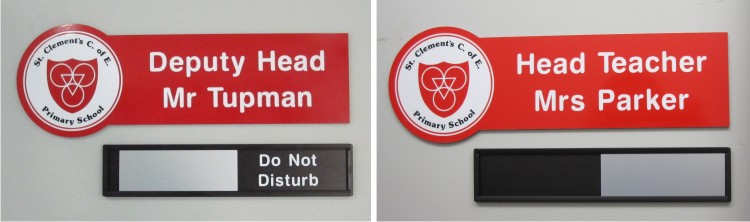 St. Clement's C. of E.
Primary School
Deputy Head
Mr Tupman
Do Not
Disturb
St. Clement's C. of E.
Primary School
Head Teacher
Mrs Parker